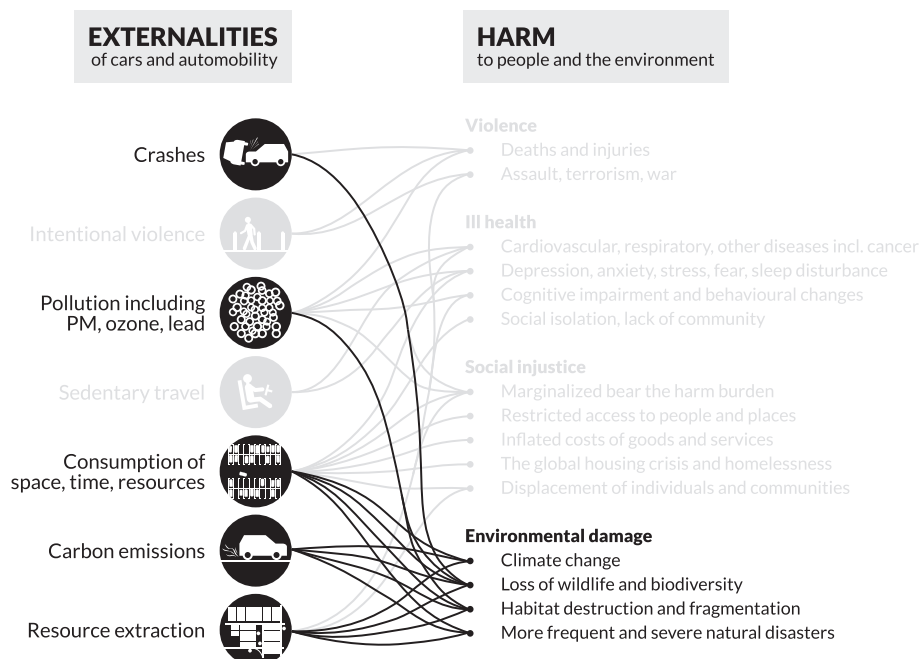 EXTERNALITIES
of cars and automobility
HARM
to people and the environment
Crashes
Intentional violence
Pollution including
PM, ozone, lead
Sedentary travel
Consumption of
space, time, resources
Carbon emissions
Resource extraction
Violence
Deaths and injuries
Assault, terrorism, war
Ill health
Cardiovascular, respiratory, other diseases incl. cancer
Depression, anxiety, stress, fear, sleep disturbance
Cognitive impairment and behavioural changes
Social isolation, lack of community
Social injustice
Marginalized bear the harm burden
Restricted access to people and places
Inflated costs of goods and services
The global housing crisis and homelessness
Displacement of individuals and communities
Environmental damage
Climate change
Loss of wildlife and biodiversity
Habitat destruction and fragmentation
More frequent and severe natural disasters